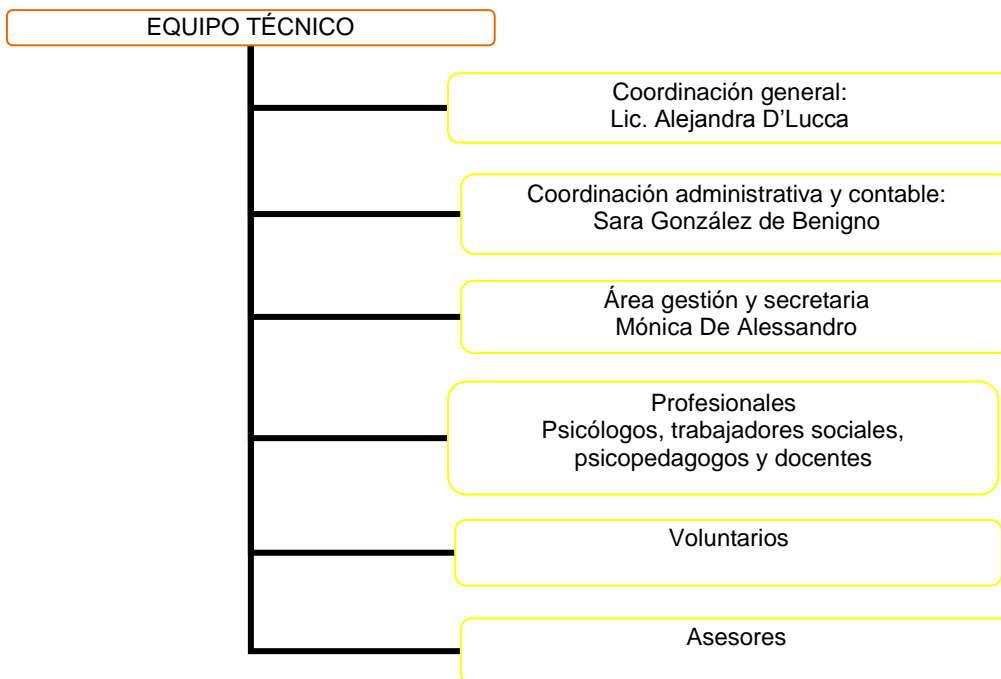 EQUIPO TÉCNICO
Coordinación general:
Lic. Alejandra D’Lucca
Coordinación administrativa y contable:
Sara González de Benigno
Área gestión y secretaria
Mónica De Alessandro
Profesionales
Psicólogos, trabajadores sociales,
psicopedagogos y docentes
Voluntarios
Asesores